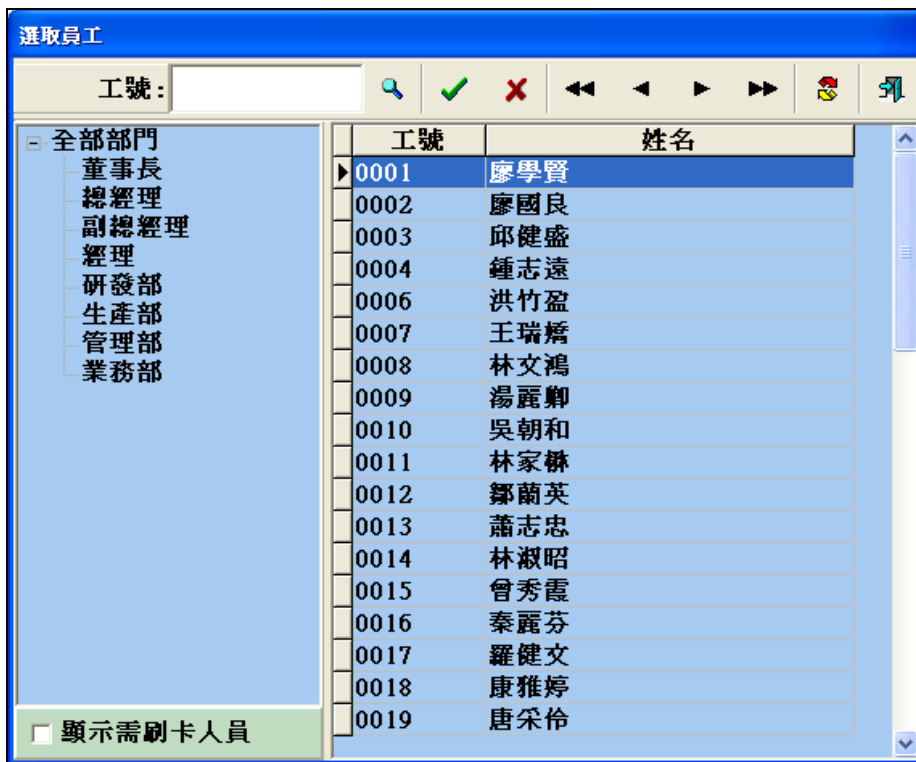 選取員工
工號:
全部部門
董事長
總經理
副總經理
經理
研發部
生產部
管理部
業務部
顯示需刷卡人員
工號 姓名
0001 廖學賢
0002 廖國良
0003 邱健盛
0004 鍾志遠
0006 洪竹盈
0007 王瑞嬌
0008 林文鴻
0009 湯麗卿
0010 吳朝和
0011 林家
0012 鄒蘭英
0013 蕭志忠
0014 林淑昭
0015 曾秀霞
0016 秦麗芬
0017 羅健文
0018 康雅婷
0019 唐采伶